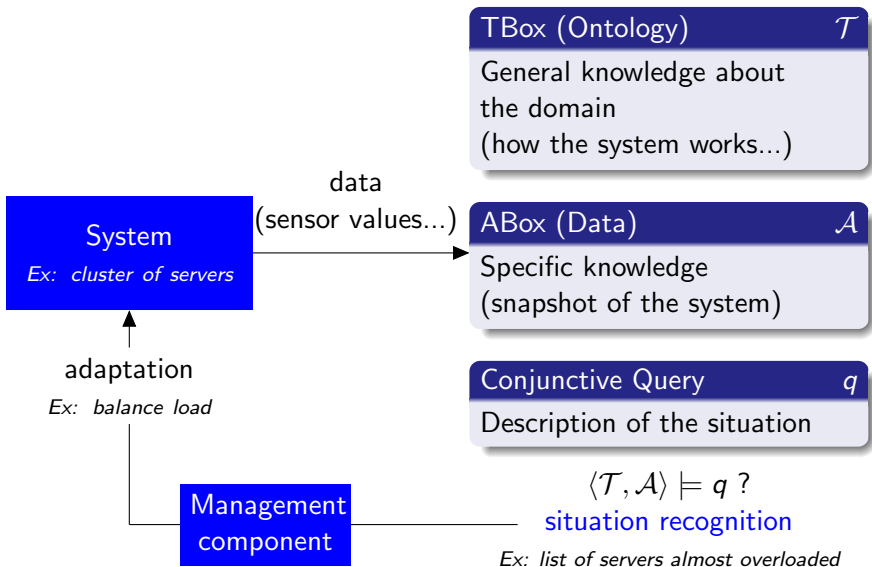 TBox (Ontology) 𝒯
General knowledge about
the domain
(how the system works...)
data
(sensor values...)
System
Ex: cluster of servers
ABox (Data) 𝒜
Specific knowledge
(snapshot of the system)
adaptation
Ex: balance load
Conjunctive Query q
Description of the situation
⟨𝒯, 𝒜⟩ ⊨ q ?
situation recognition
Ex: list of servers almost overloaded
Management
component